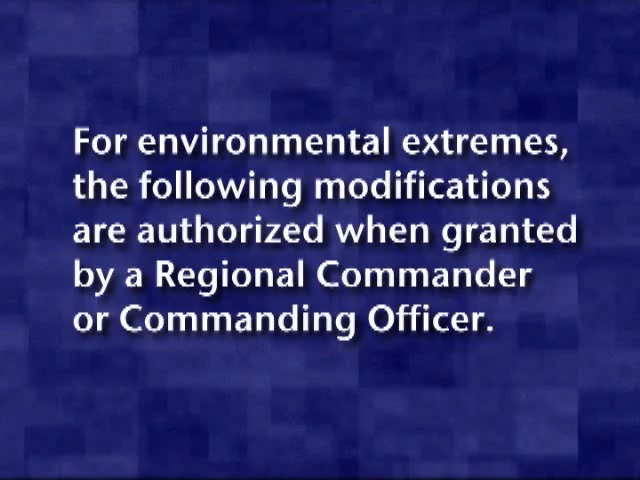 For environmental extremes,
the following modifications
are authorized when granted
by a Regional Commander
or Commanding Officer.